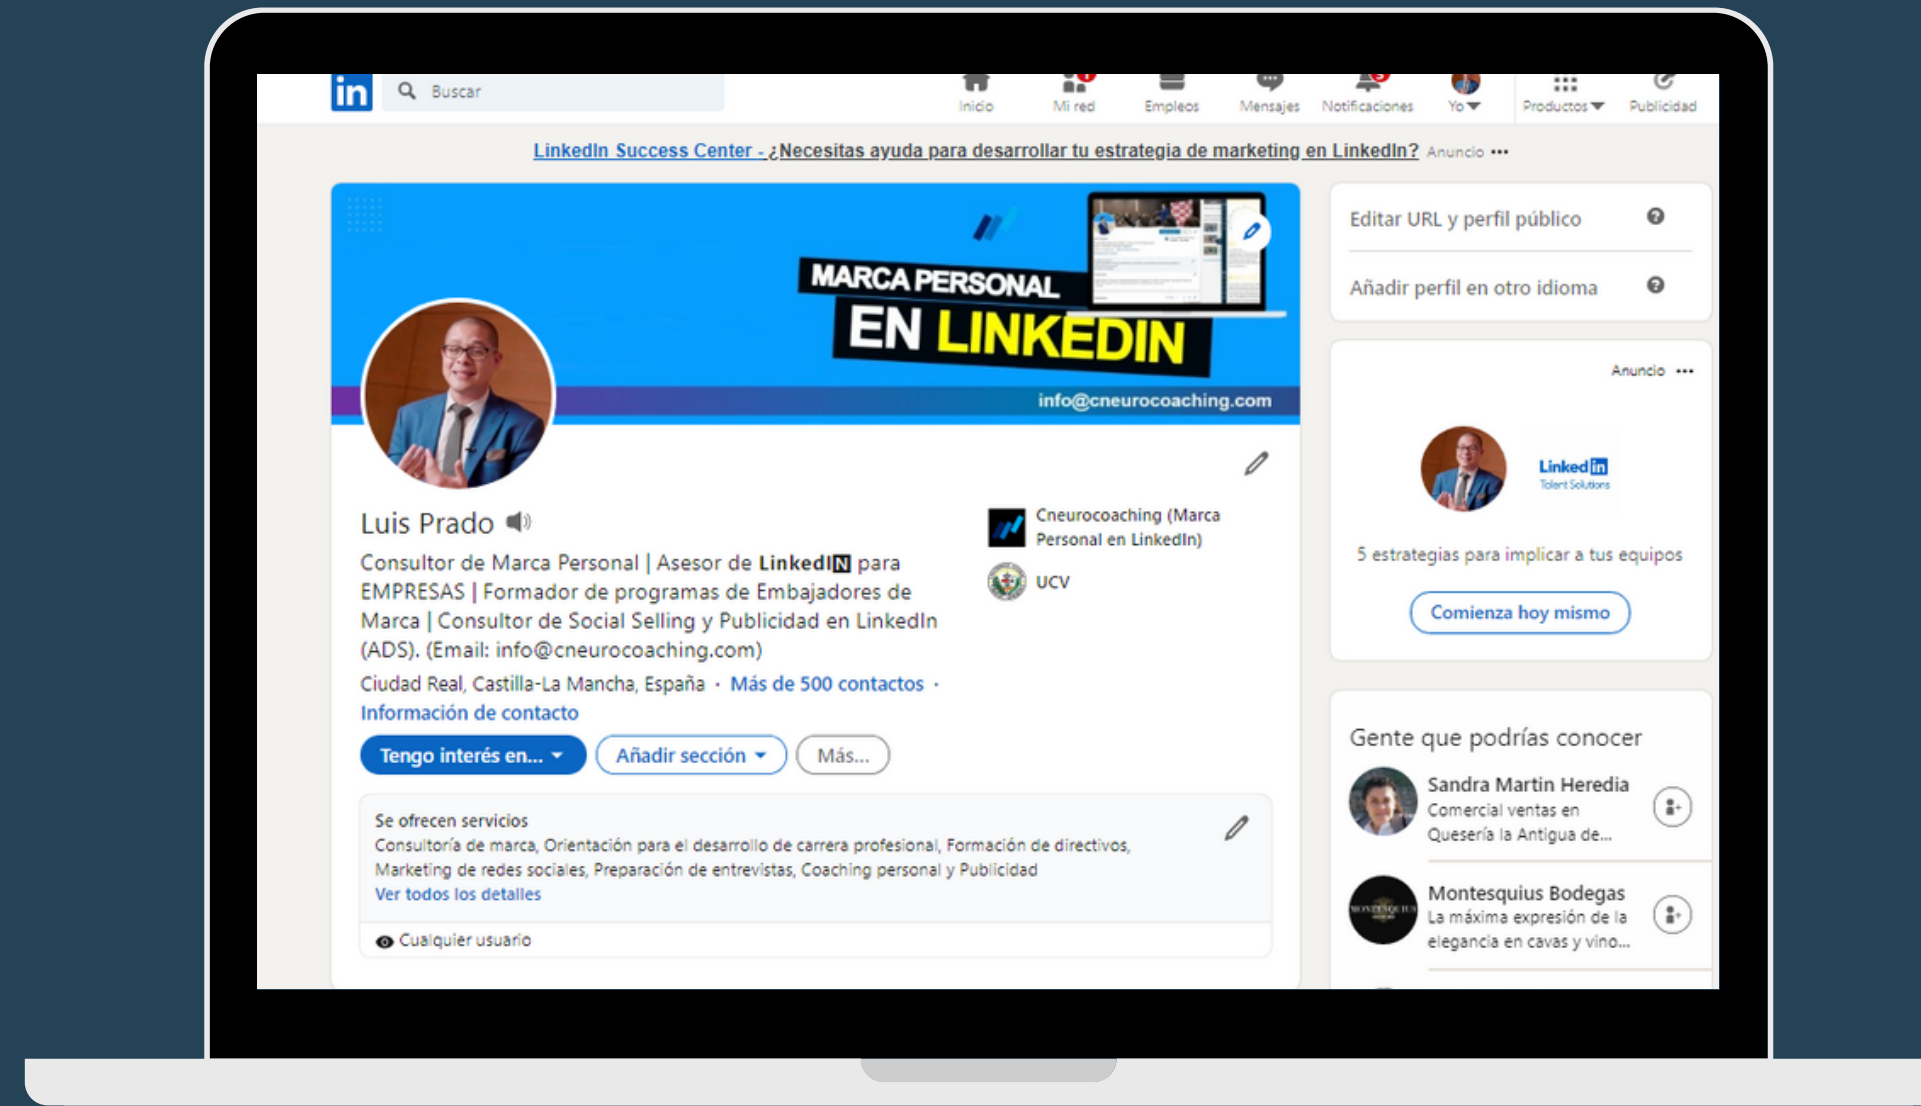 in
Buscar
Inicio
Mi red
Empleos
Mensajes
Notificaciones
Yo
Productos
Publicidad
LinkedIn Success Center - ¿Necesitas ayuda para desarrollar tu estrategia de marketing en LinkedIn? Anuncio •••
MARCA PERSONAL
EN LINKEDIN
info@cneurocoaching.com
Luis Prado
Consultor de Marca Personal | Asesor de LinkedIN para
EMPRESAS | Formador de programas de Embajadores de
Marca | Consultor de Social Selling y Publicidad en LinkedIn
(ADS). (Email: info@cneurocoaching.com)
Ciudad Real, Castilla-La Mancha, España · Más de 500 contactos ·
Información de contacto
Cneurocoaching (Marca
Personal en LinkedIn)
UCV
Tengo interés en...
Añadir sección
Más...
Se ofrecen servicios
Consultoría de marca, Orientación para el desarrollo de carrera profesional, Formación de directivos,
Marketing de redes sociales, Preparación de entrevistas, Coaching personal y Publicidad
Ver todos los detalles
Cualquier usuario
Editar URL y perfil público
Añadir perfil en otro idioma
Anuncio •••
Linked in
Talent Solutions
5 estrategias para implicar a tus equipos
Comienza hoy mismo
Gente que podrías conocer
Sandra Martin Heredia
Comercial ventas en
Quesería la Antigua de...
MONTESQUIUS
Montesquius Bodegas
La máxima expresión de la
elegancia en cavas y vino...